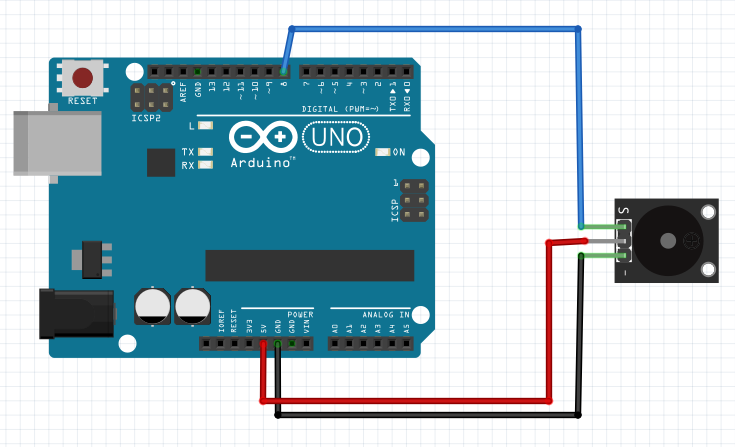 RESET
ICSP2
AREF
GND
13
12
~11
~10
~9
8
7
~6
~5
4
~3
2
TXD▶1
RXD◀0
DIGITAL (PWM=~)
L
TX
RX
Arduino™
UNO
ON
1
ICSP
S
-
IOREF
RESET
3V3
5V
GND
GND
VIN
POWER
A0
A1
A2
A3
A4
A5
ANALOG IN